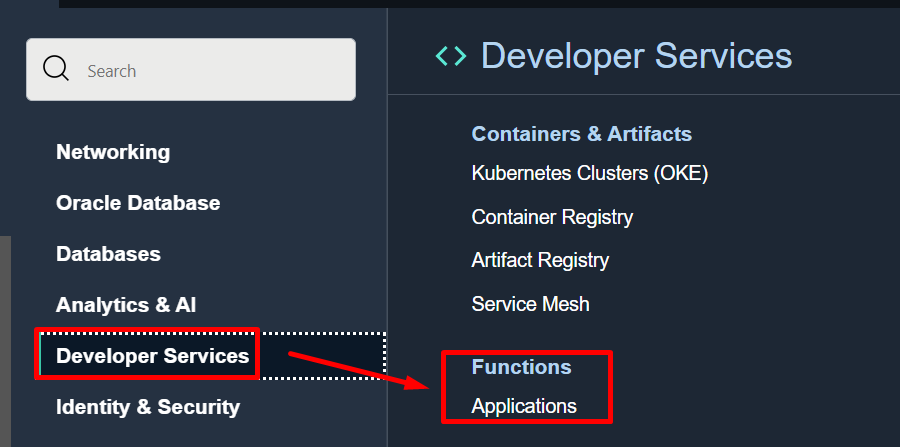 Search
Networking
Oracle Database
Databases
Analytics & AI
Developer Services
Identity & Security
Developer Services
Containers & Artifacts
Kubernetes Clusters (OKE)
Container Registry
Artifact Registry
Service Mesh
Functions
Applications